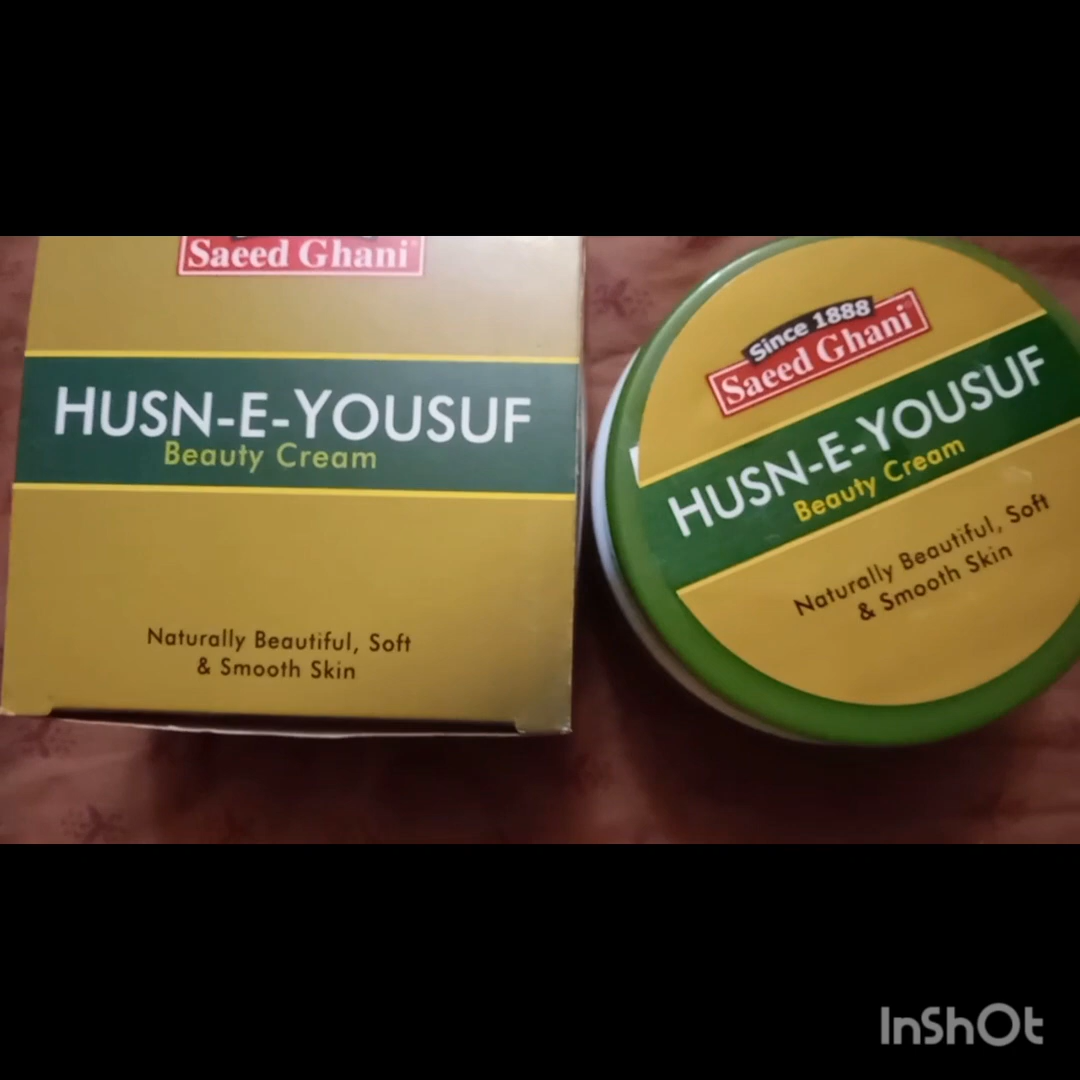 Saeed Ghani
HUSN-E-YOUSUF
Beauty Cream
Naturally Beautiful, Soft
& Smooth Skin
Since 1888
Saeed Ghani
HUSN-E-YOUSUF
Beauty Cream
Naturally Beautiful, Soft
& Smooth Skin
InShOt